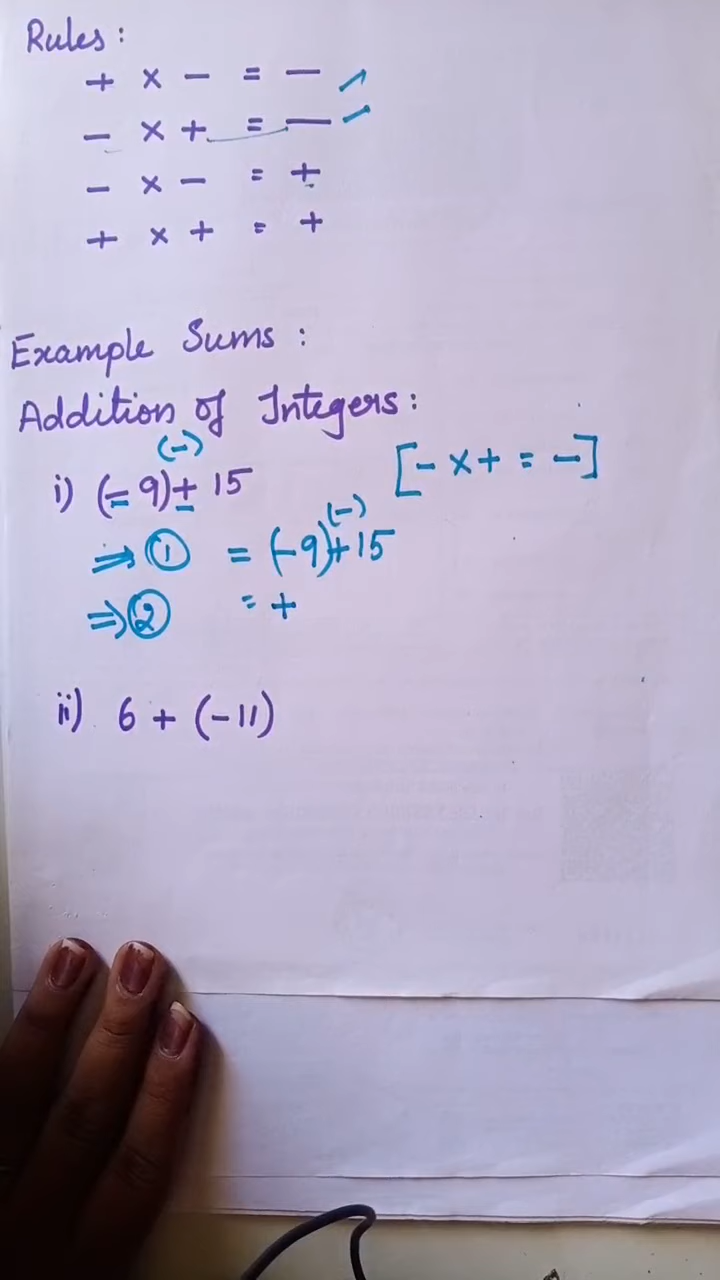 Rules :
+ × - = -
- × + = -
- × - = +
+ × + = +
Example Sums :
Addition of Integers :
(-)
i) (- 9) + 15 [- × + = -]
(-)
⇒ ① = (-9) + 15
⇒ ② = +
ii) 6 + (-11)